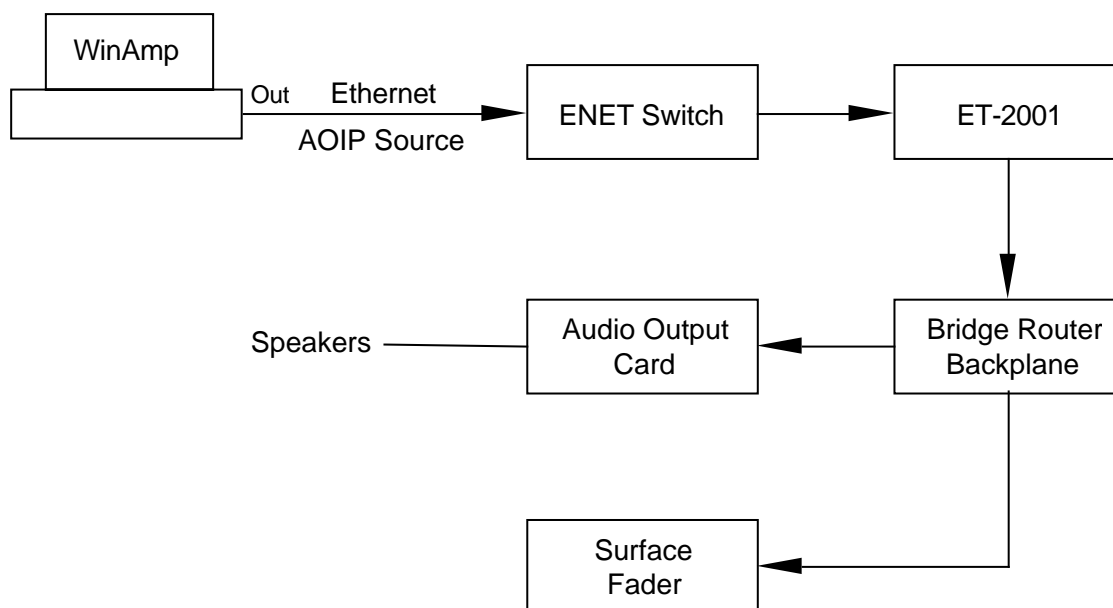 WinAmp
Out
Ethernet
AOIP Source
ENET Switch
ET-2001
Speakers
Audio Output
Card
Bridge Router
Backplane
Surface
Fader